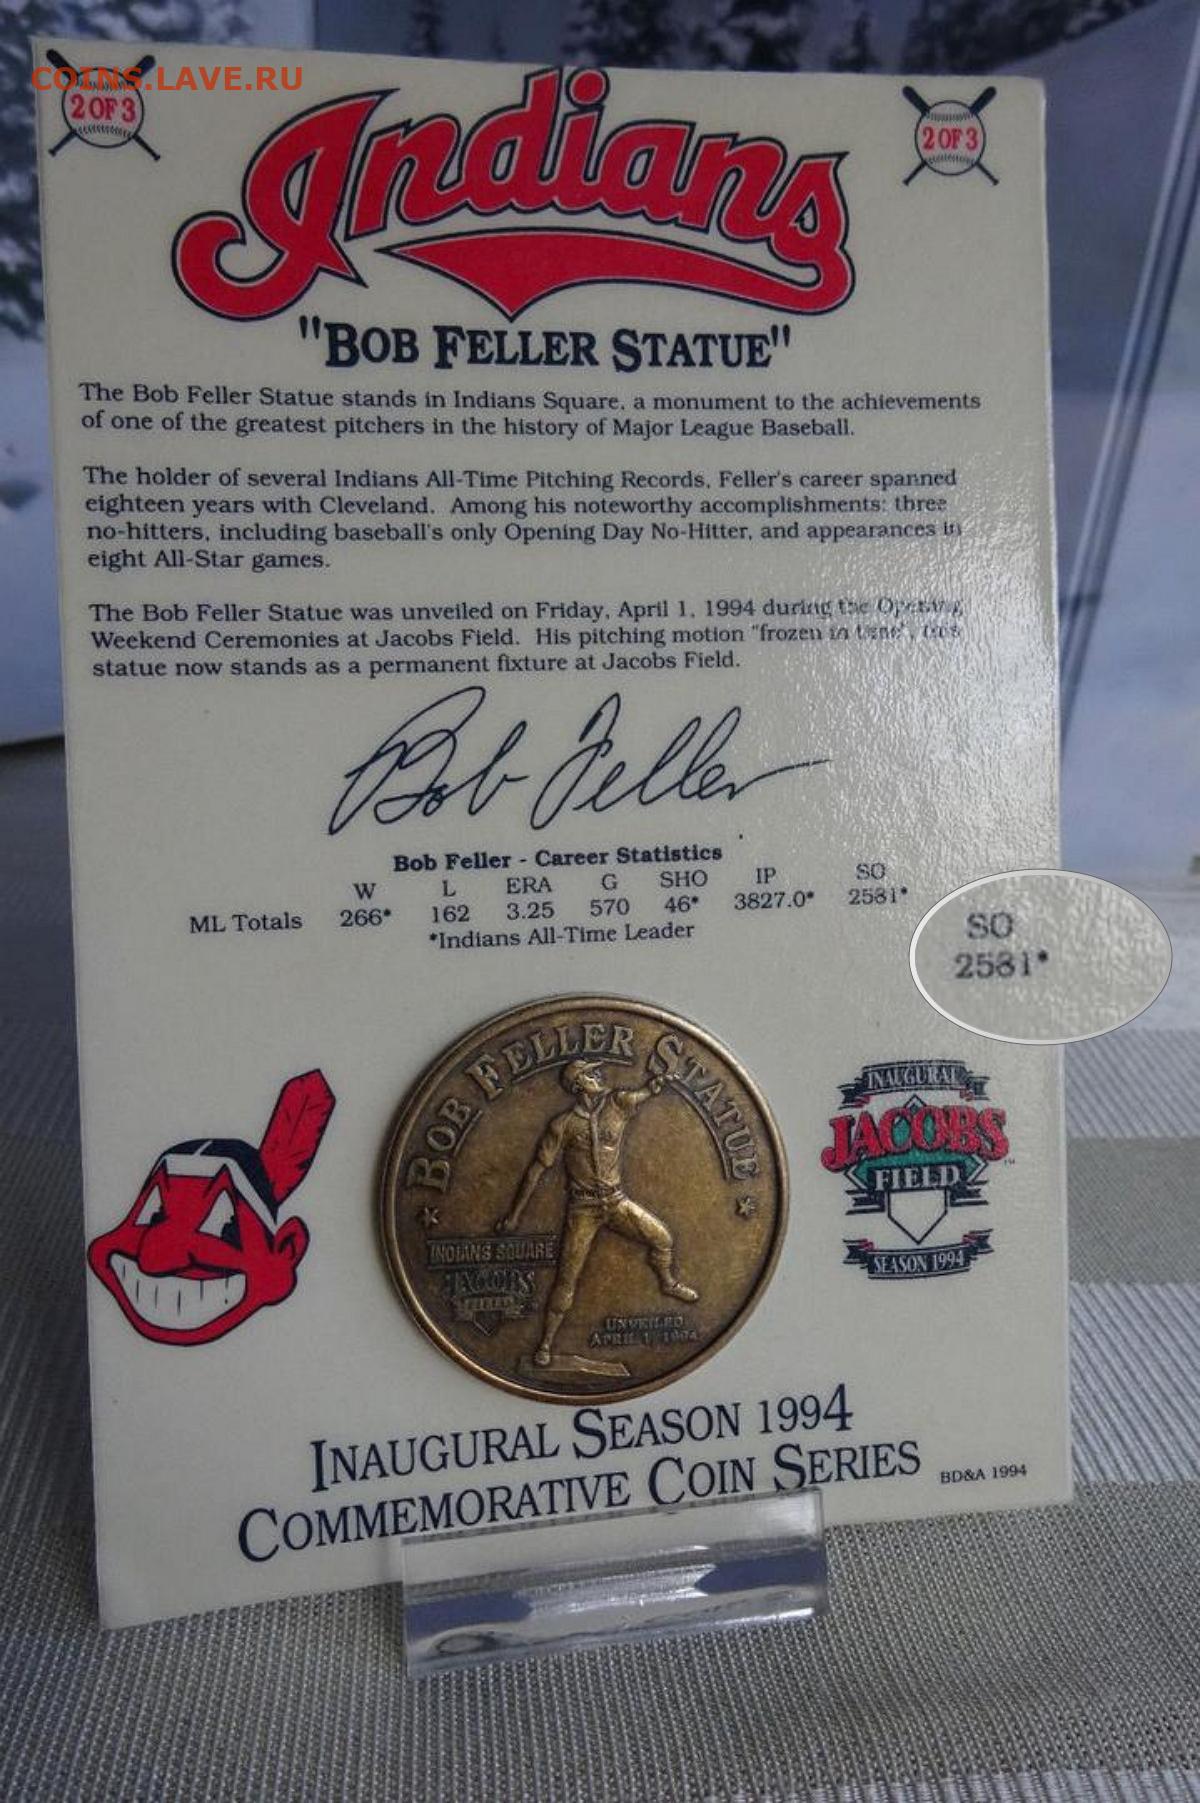 COINS.LAVE.RU
2 OF 3
2 OF 3
Indians
"BOB FELLER STATUE"
The Bob Feller Statue stands in Indians Square, a monument to the achievements
of one of the greatest pitchers in the history of Major League Baseball.
The holder of several Indians All-Time Pitching Records, Feller's career spanned
eighteen years with Cleveland. Among his noteworthy accomplishments: three
no-hitters, including baseball's only Opening Day No-Hitter, and appearances in
eight All-Star games.
The Bob Feller Statue was unveiled on Friday, April 1, 1994 during the Opening
Weekend Ceremonies at Jacobs Field. His pitching motion "frozen in time", this
statue now stands as a permanent fixture at Jacobs Field.
Bob Feller
Bob Feller - Career Statistics
W L ERA G SHO IP SO
ML Totals 266* 162 3.25 570 46* 3827.0* 2581*
*Indians All-Time Leader
SO
2581*
BOB FELLER STATUE
INDIANS SQUARE
JACOBS
FIELD
UNVEILED
APRIL 1, 1994
INAUGURAL
JACOBS
™
FIELD
SEASON 1994
INAUGURAL SEASON 1994
COMMEMORATIVE COIN SERIES
BD&A 1994